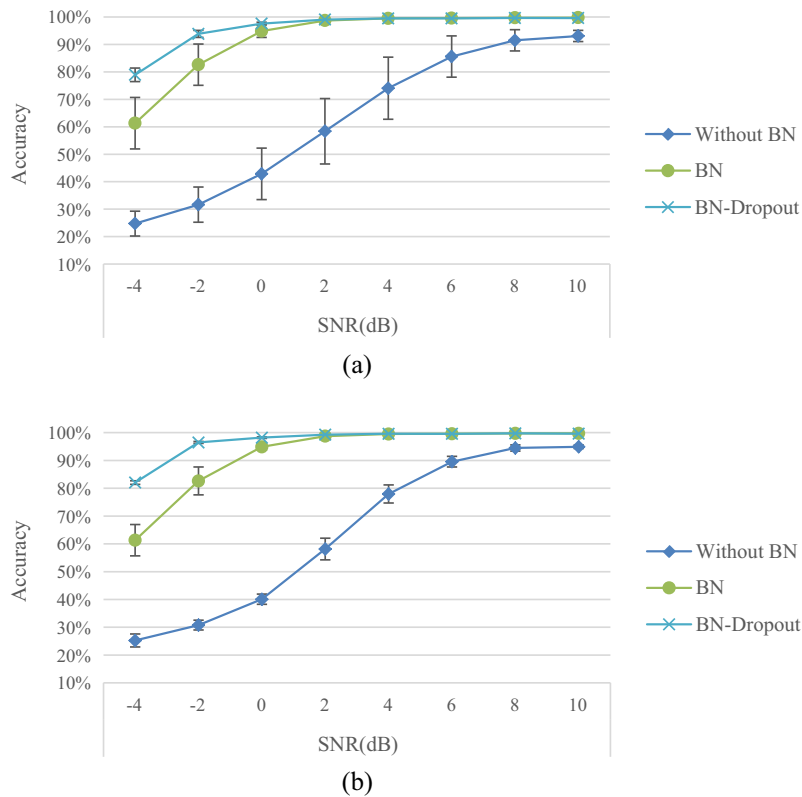 100%
90%
80%
70%
60%
50%
40%
30%
20%
10%
Accuracy
-4 -2 0 2 4 6 8 10
SNR(dB)
Without BN
BN
BN-Dropout
(a)
100%
90%
80%
70%
60%
50%
40%
30%
20%
10%
Accuracy
-4 -2 0 2 4 6 8 10
SNR(dB)
Without BN
BN
BN-Dropout
(b)